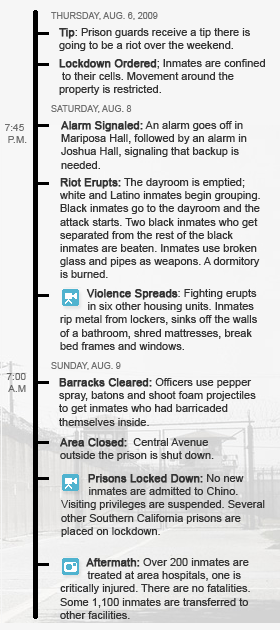 THURSDAY, AUG. 6, 2009
Tip: Prison guards receive a tip there is
going to be a riot over the weekend.
Lockdown Ordered; Inmates are confined
to their cells. Movement around the
property is restricted.
SATURDAY, AUG. 8
7:45
P.M.
Alarm Signaled: An alarm goes off in
Mariposa Hall, followed by an alarm in
Joshua Hall, signaling that backup is
needed.
Riot Erupts: The dayroom is emptied;
white and Latino inmates begin grouping.
Black inmates go to the dayroom and the
attack starts. Two black inmates who get
separated from the rest of the black
inmates are beaten. Inmates use broken
glass and pipes as weapons. A dormitory
is burned.
Violence Spreads: Fighting erupts
in six other housing units. Inmates
rip metal from lockers, sinks off the walls
of a bathroom, shred mattresses, break
bed frames and windows.
SUNDAY, AUG. 9
7:00
A.M
Barracks Cleared: Officers use pepper
spray, batons and shoot foam projectiles
to get inmates who had barricaded
themselves inside.
Area Closed: Central Avenue
outside the prison is shut down.
Prisons Locked Down: No new
inmates are admitted to Chino.
Visiting privileges are suspended. Several
other Southern California prisons are
placed on lockdown.
Aftermath: Over 200 inmates are
treated at area hospitals, one is
critically injured. There are no fatalities.
Some 1,100 inmates are transferred to
other facilities.